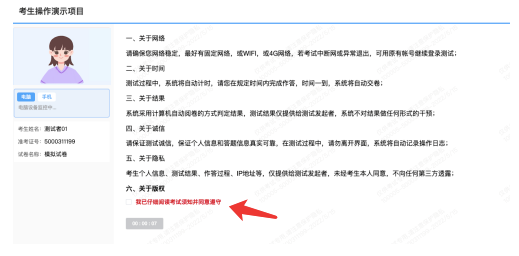 考生操作演示项目
一、关于网络
请确保您网络稳定，最好有固定网络，或WIFI，或4G网络，若考试中断网或异常退出，可用原有帐号继续登录测试；
二、关于时间
测试过程中，系统将自动计时，请您在规定时间内完成作答，时间一到，系统将自动交卷；
三、关于结果
系统采用计算机自动阅卷的方式判定结果，测试结果仅提供给测试发起者，系统不对结果做任何形式的干预；
四、关于诚信
请保证测试诚信，保证个人信息和答题信息真实可靠，在测试过程中，请勿离开界面，系统将自动记录操作日志；
五、关于隐私
考生个人信息、测试结果、作答过程、IP地址等，仅提供给测试发起者，未经考生本人同意，不向任何第三方透露；
六、关于版权
我已仔细阅读考试须知并同意遵守
00：00：07
电脑 手机
电脑设备监控中...
考生姓名：测试者01
准考证号：5000311199
试卷名称：模拟试卷